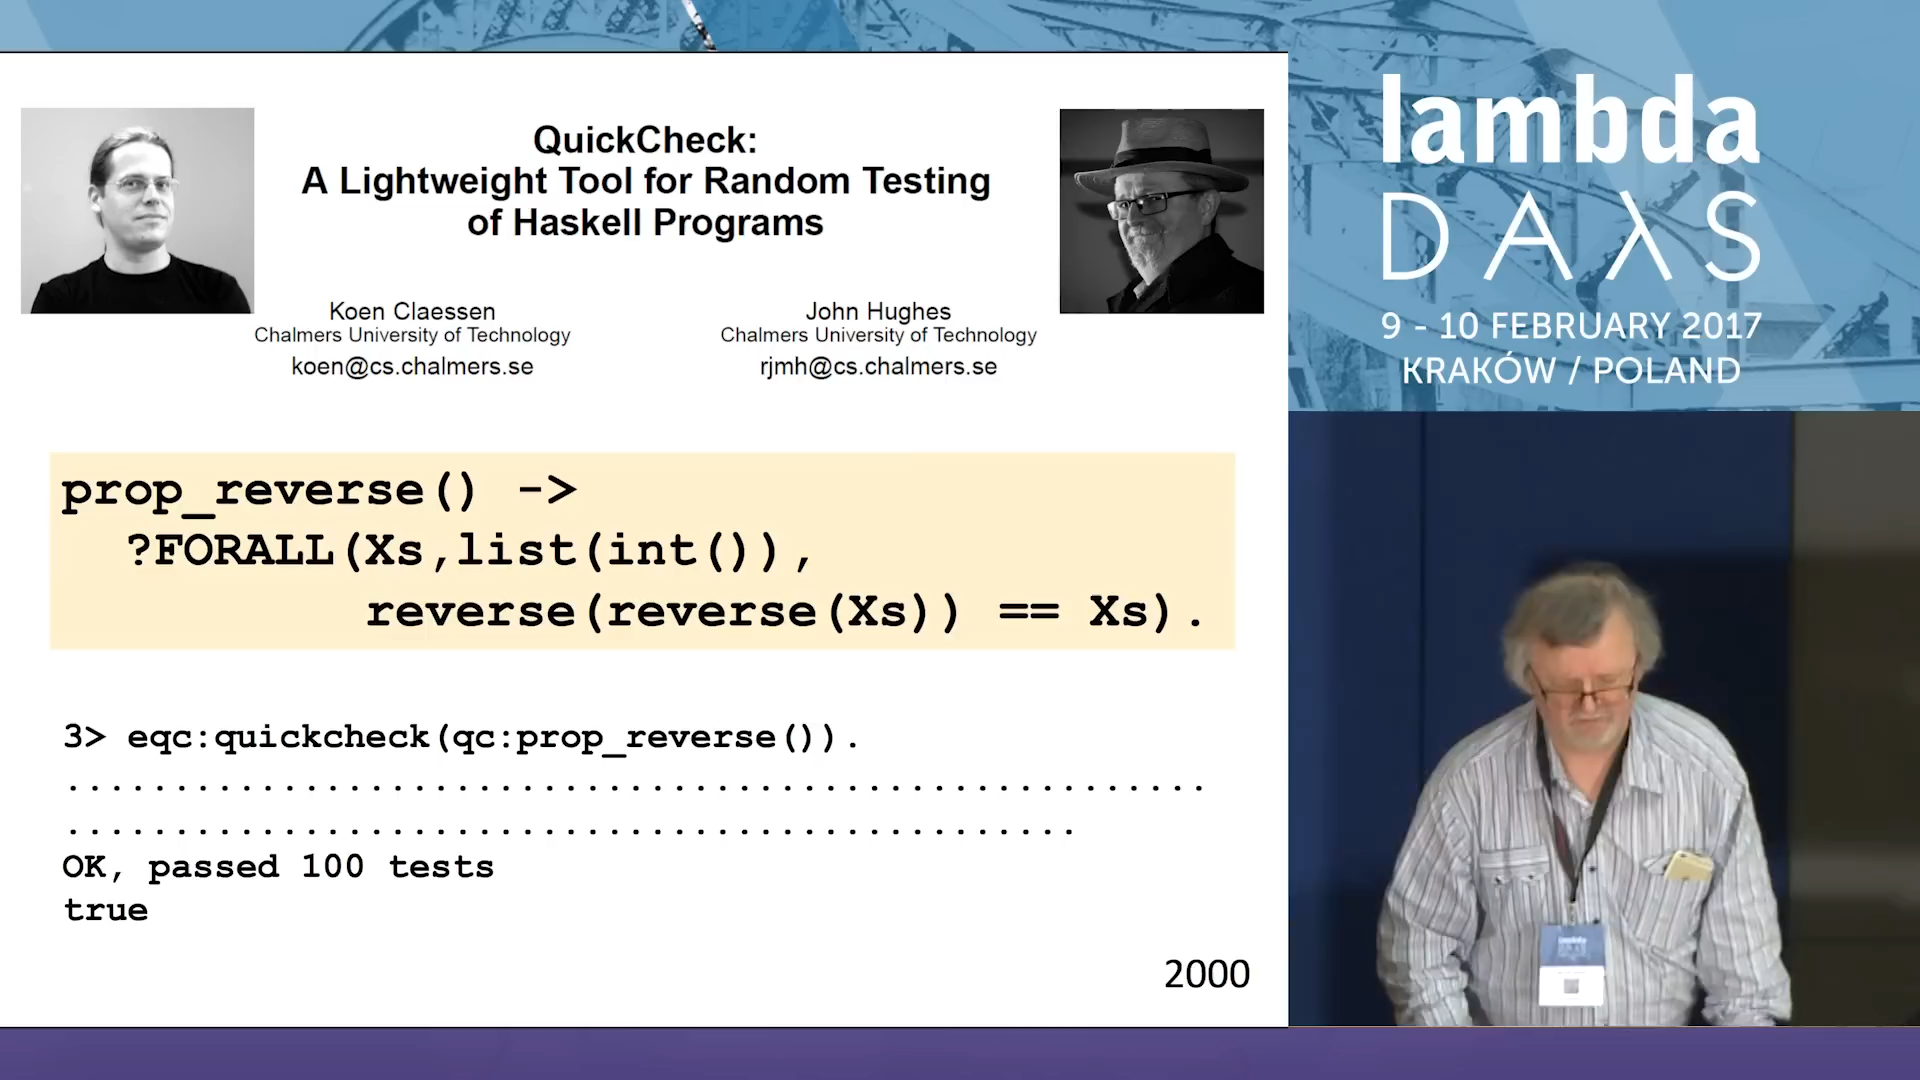 QuickCheck:
A Lightweight Tool for Random Testing
of Haskell Programs
Koen Claessen
Chalmers University of Technology
koen@cs.chalmers.se
John Hughes
Chalmers University of Technology
rjmh@cs.chalmers.se
prop_reverse() ->
?FORALL(Xs,list(int()),
reverse(reverse(Xs)) == Xs).
3> eqc:quickcheck(qc:prop_reverse()).
.....................................................
...............................................
OK, passed 100 tests
true
2000
lambda
DAλS
9 - 10 FEBRUARY 2017
KRAKÓW / POLAND
lambda